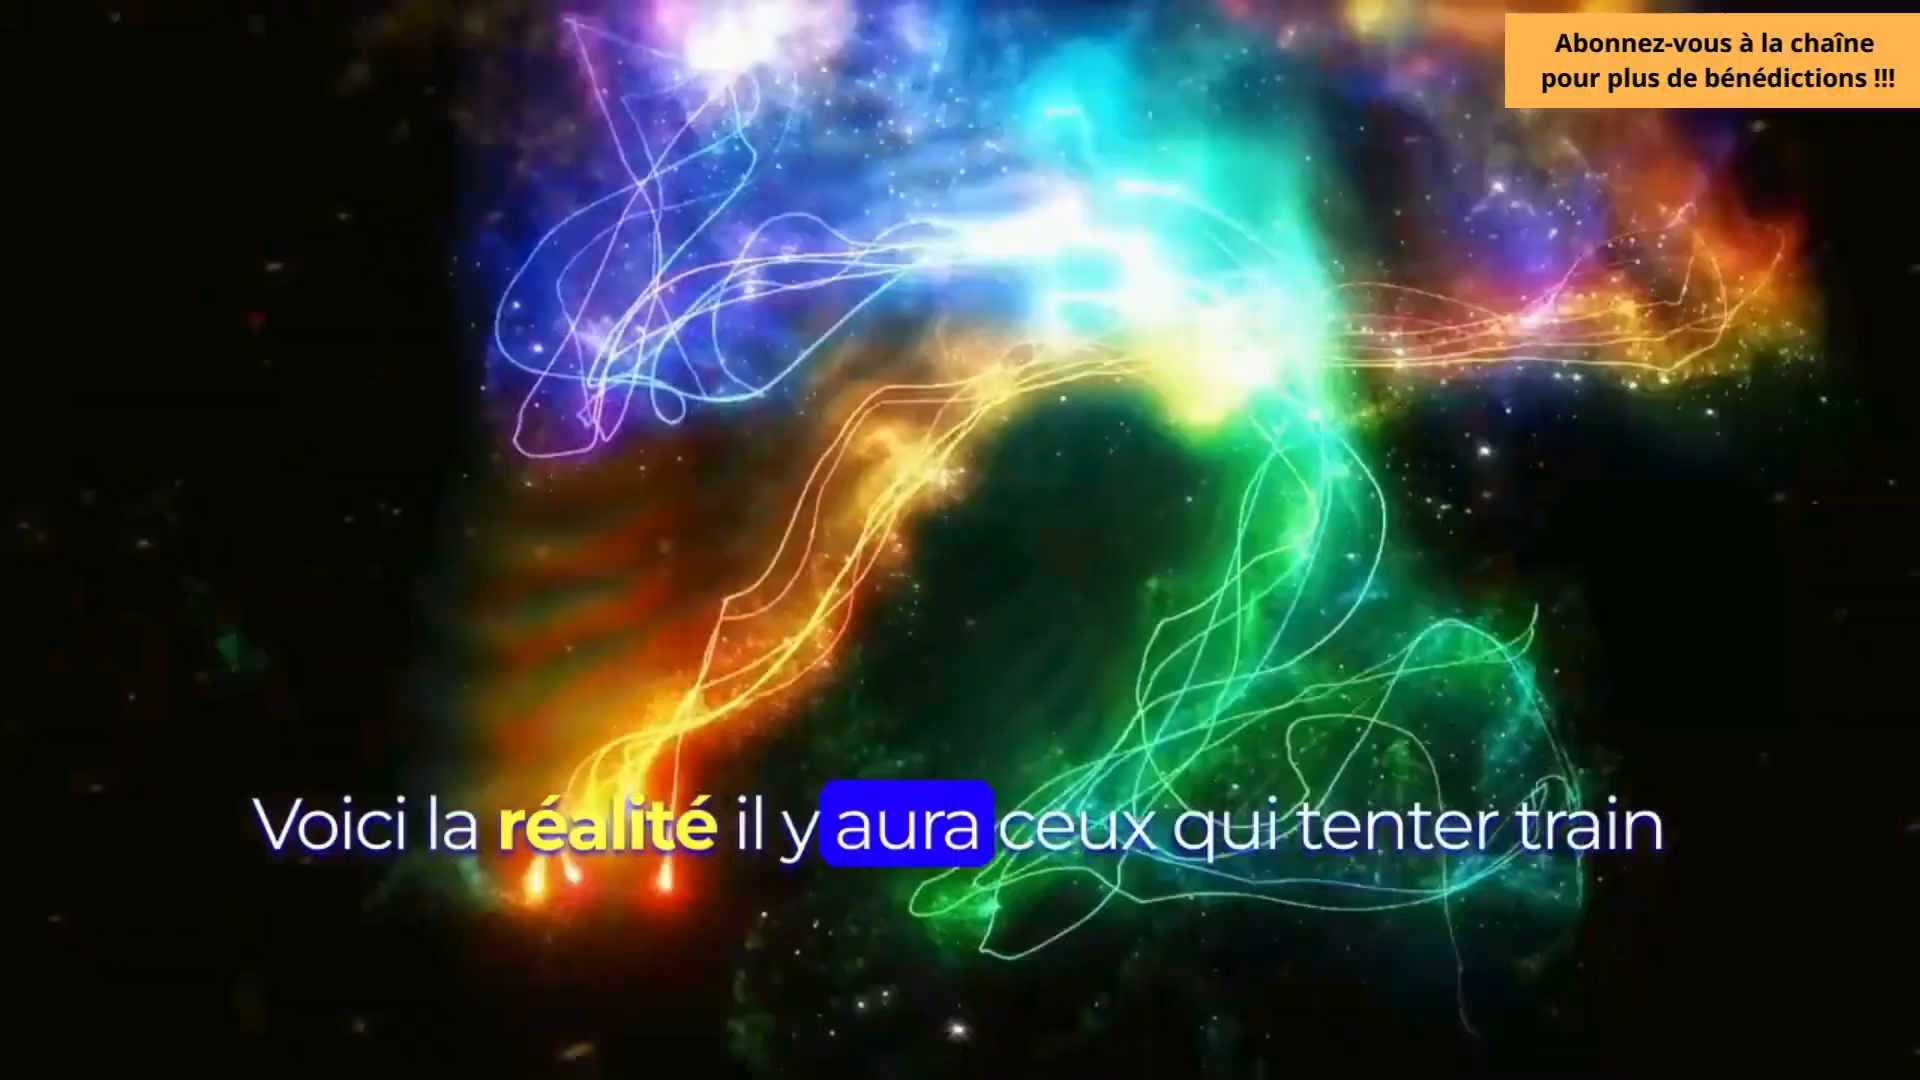 Abonnez-vous à la chaîne
pour plus de bénédictions !!!
Voici la réalité il y aura ceux qui tenter train